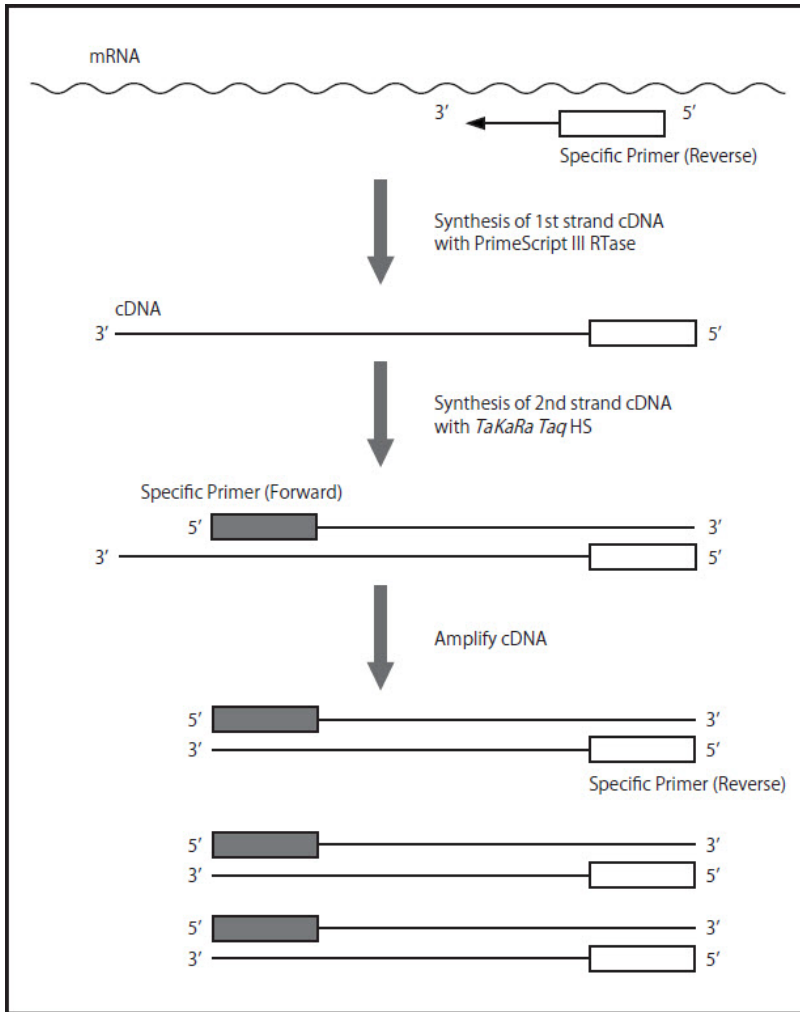 mRNA
3′
5′
Specific Primer (Reverse)
Synthesis of 1st strand cDNA
with PrimeScript III RTase
cDNA
3′
5′
Synthesis of 2nd strand cDNA
with TaKaRa Taq HS
Specific Primer (Forward)
5′
3′
3′
5′
Amplify cDNA
5′
3′
3′
5′
Specific Primer (Reverse)
5′
3′
3′
5′
5′
3′
3′
5′